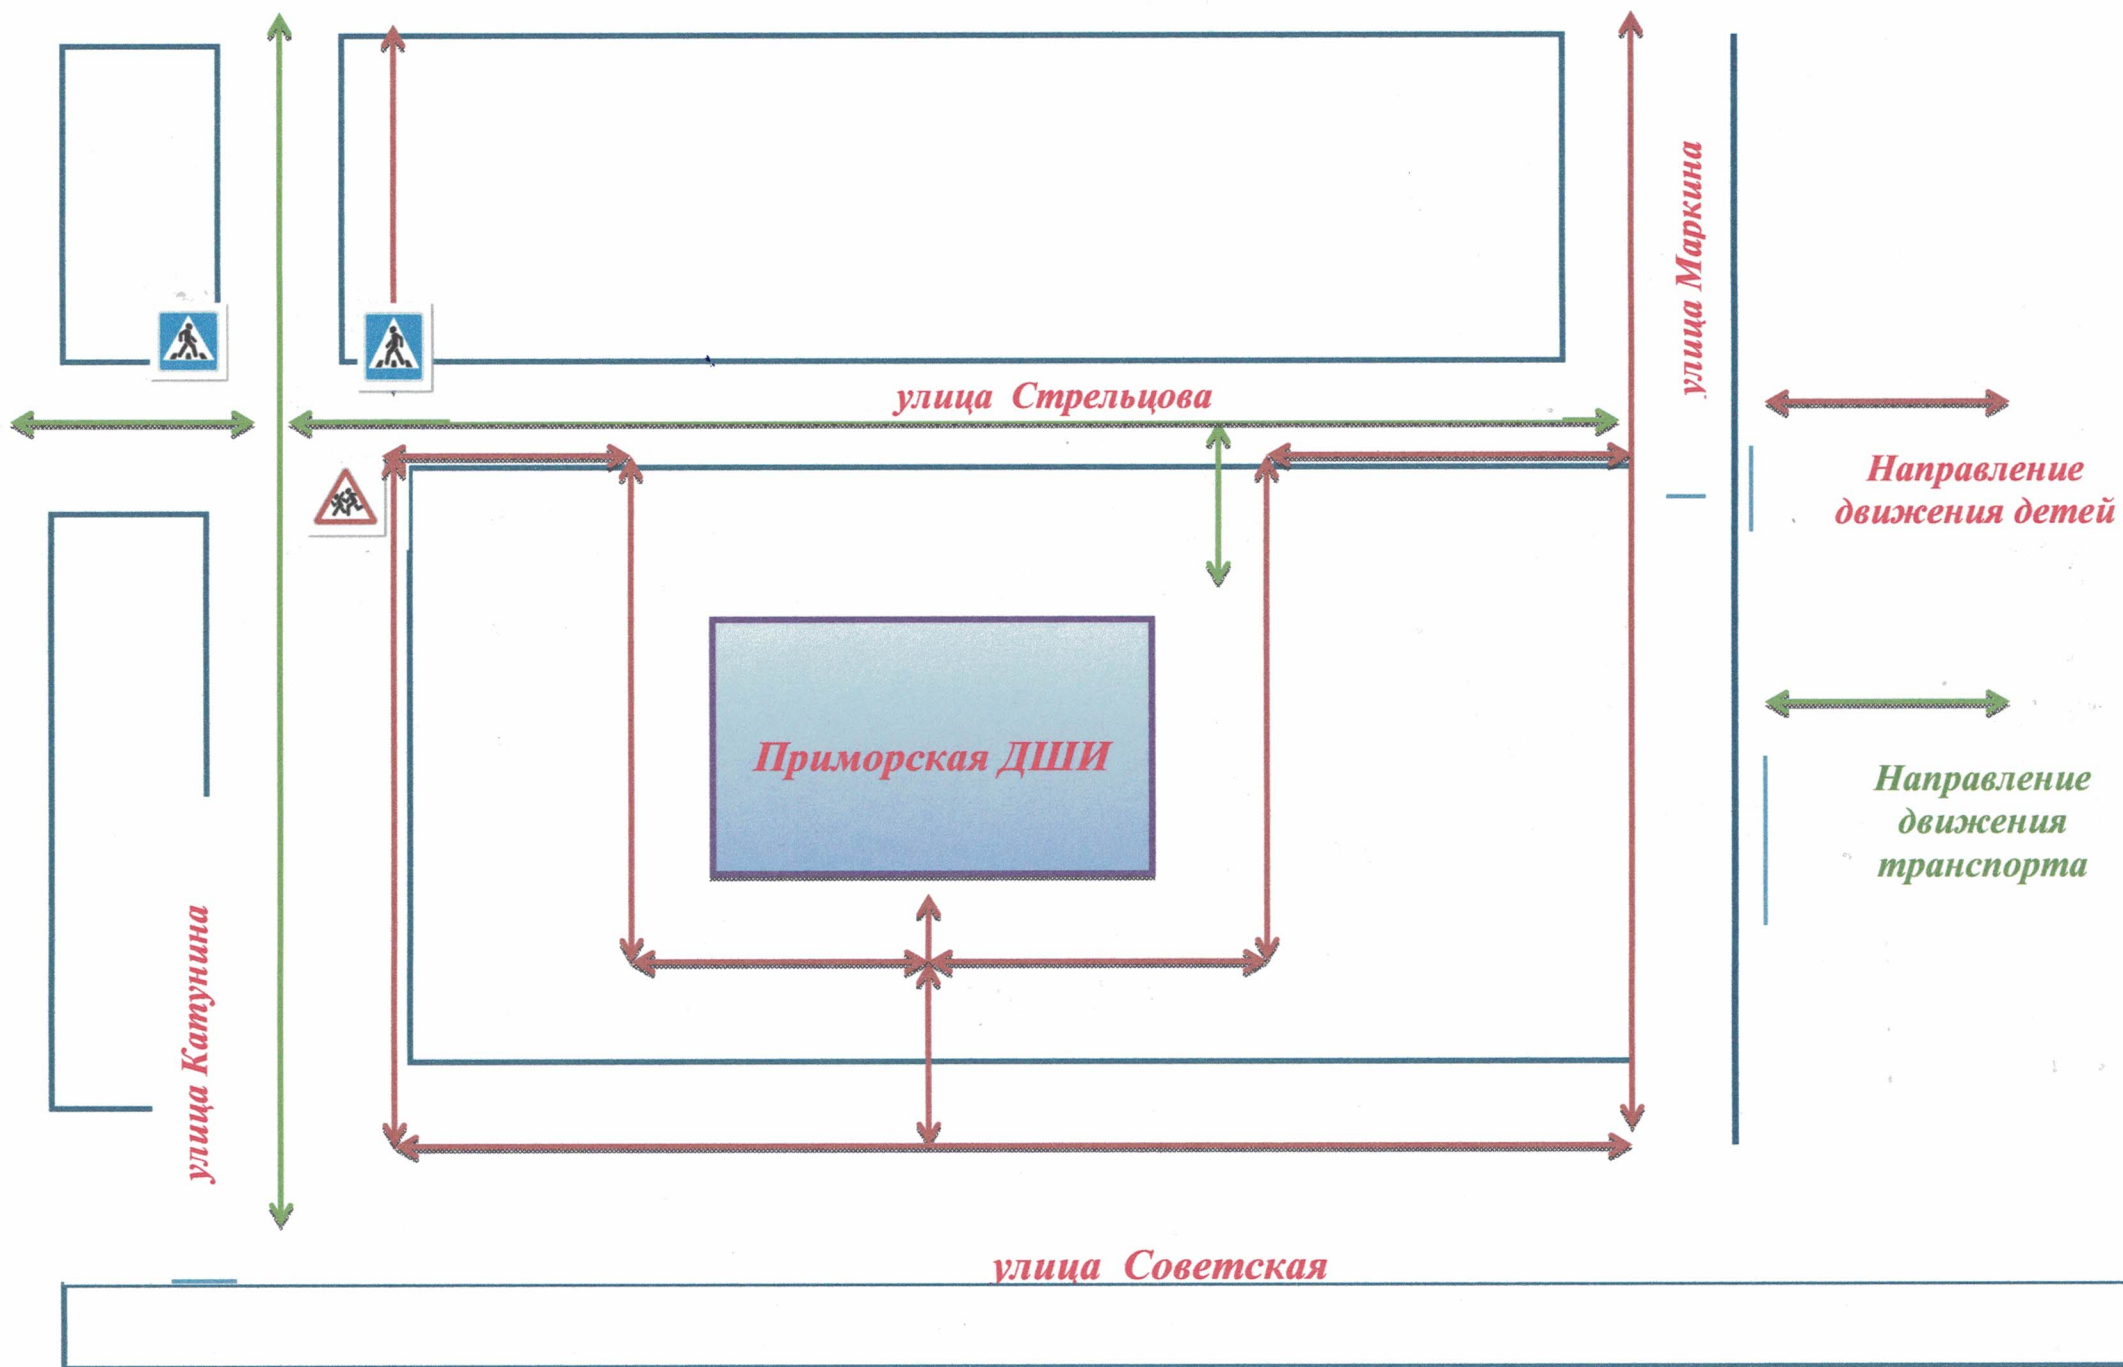 улица Маркина
улица Стрельцова
Направление
движения детей
Приморская ДШИ
Направление
движения
транспорта
улица Катунина
улица Советская